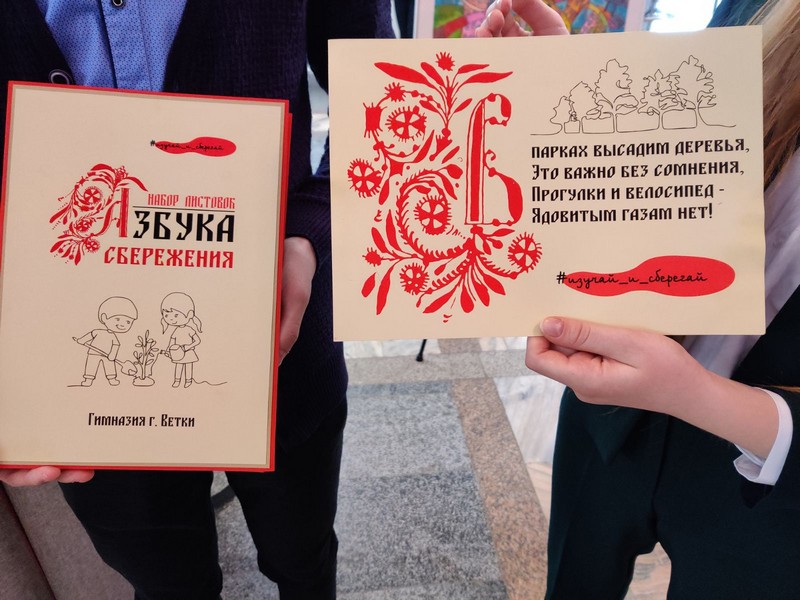 #изучай_и_сберегай
НАБОР ЛИСТОВОК
АЗБУКА
СБЕРЕЖЕНИЯ
Гимназия г. Ветки
В
ПАРКАХ ВЫСАДИМ ДЕРЕВЬЯ,
ЭТО ВАЖНО БЕЗ СОМНЕНИЯ,
ПРОГУЛКИ И ВЕЛОСИПЕД -
ЯДОВИТЫМ ГАЗАМ НЕТ!
#изучай_и_сберегай